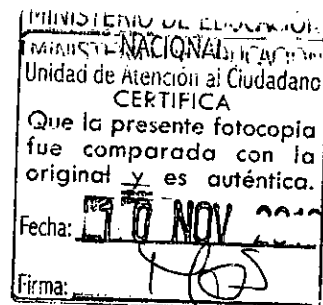 MINISTERIO DE EDUCACIÓN
NACIONAL
Unidad de Atención al Ciudadano
CERTIFICA
Que la presente fotocopia
fue comparada con la
original y es auténtica.
Fecha: 10 NOV
Firma: